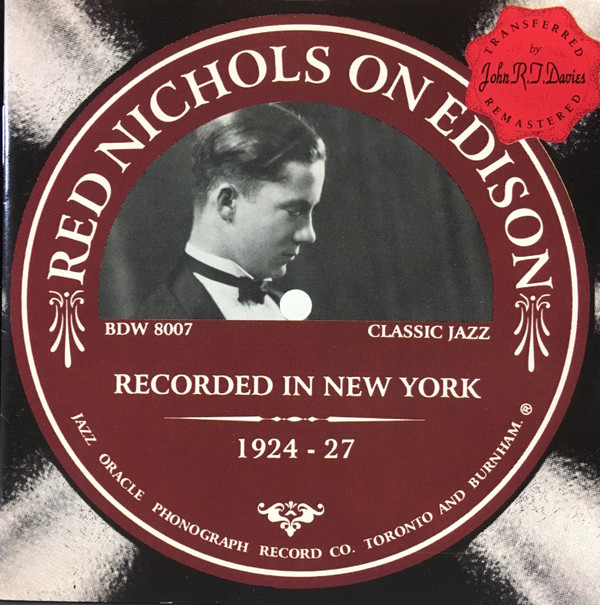 RED NICHOLS ON EDISON
TRANSFERRED
by
John R.T. Davies
REMASTERED
BDW 8007
CLASSIC JAZZ
RECORDED IN NEW YORK
1924 - 27
JAZZ ORACLE PHONOGRAPH RECORD CO. TORONTO AND BURNHAM. ®